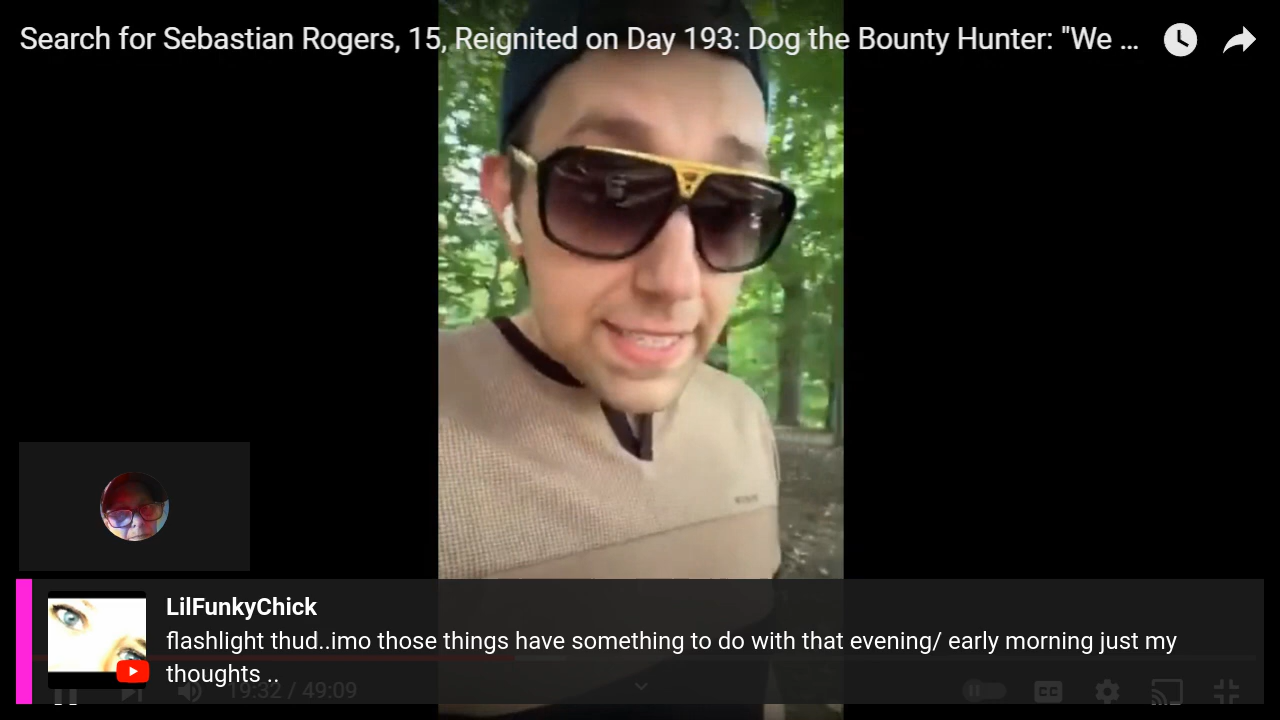 Search for Sebastian Rogers, 15, Reignited on Day 193: Dog the Bounty Hunter: "We ...
LilFunkyChick
flashlight thud..imo those things have something to do with that evening/ early morning just my
thoughts ..
19:32 / 49:09
CC